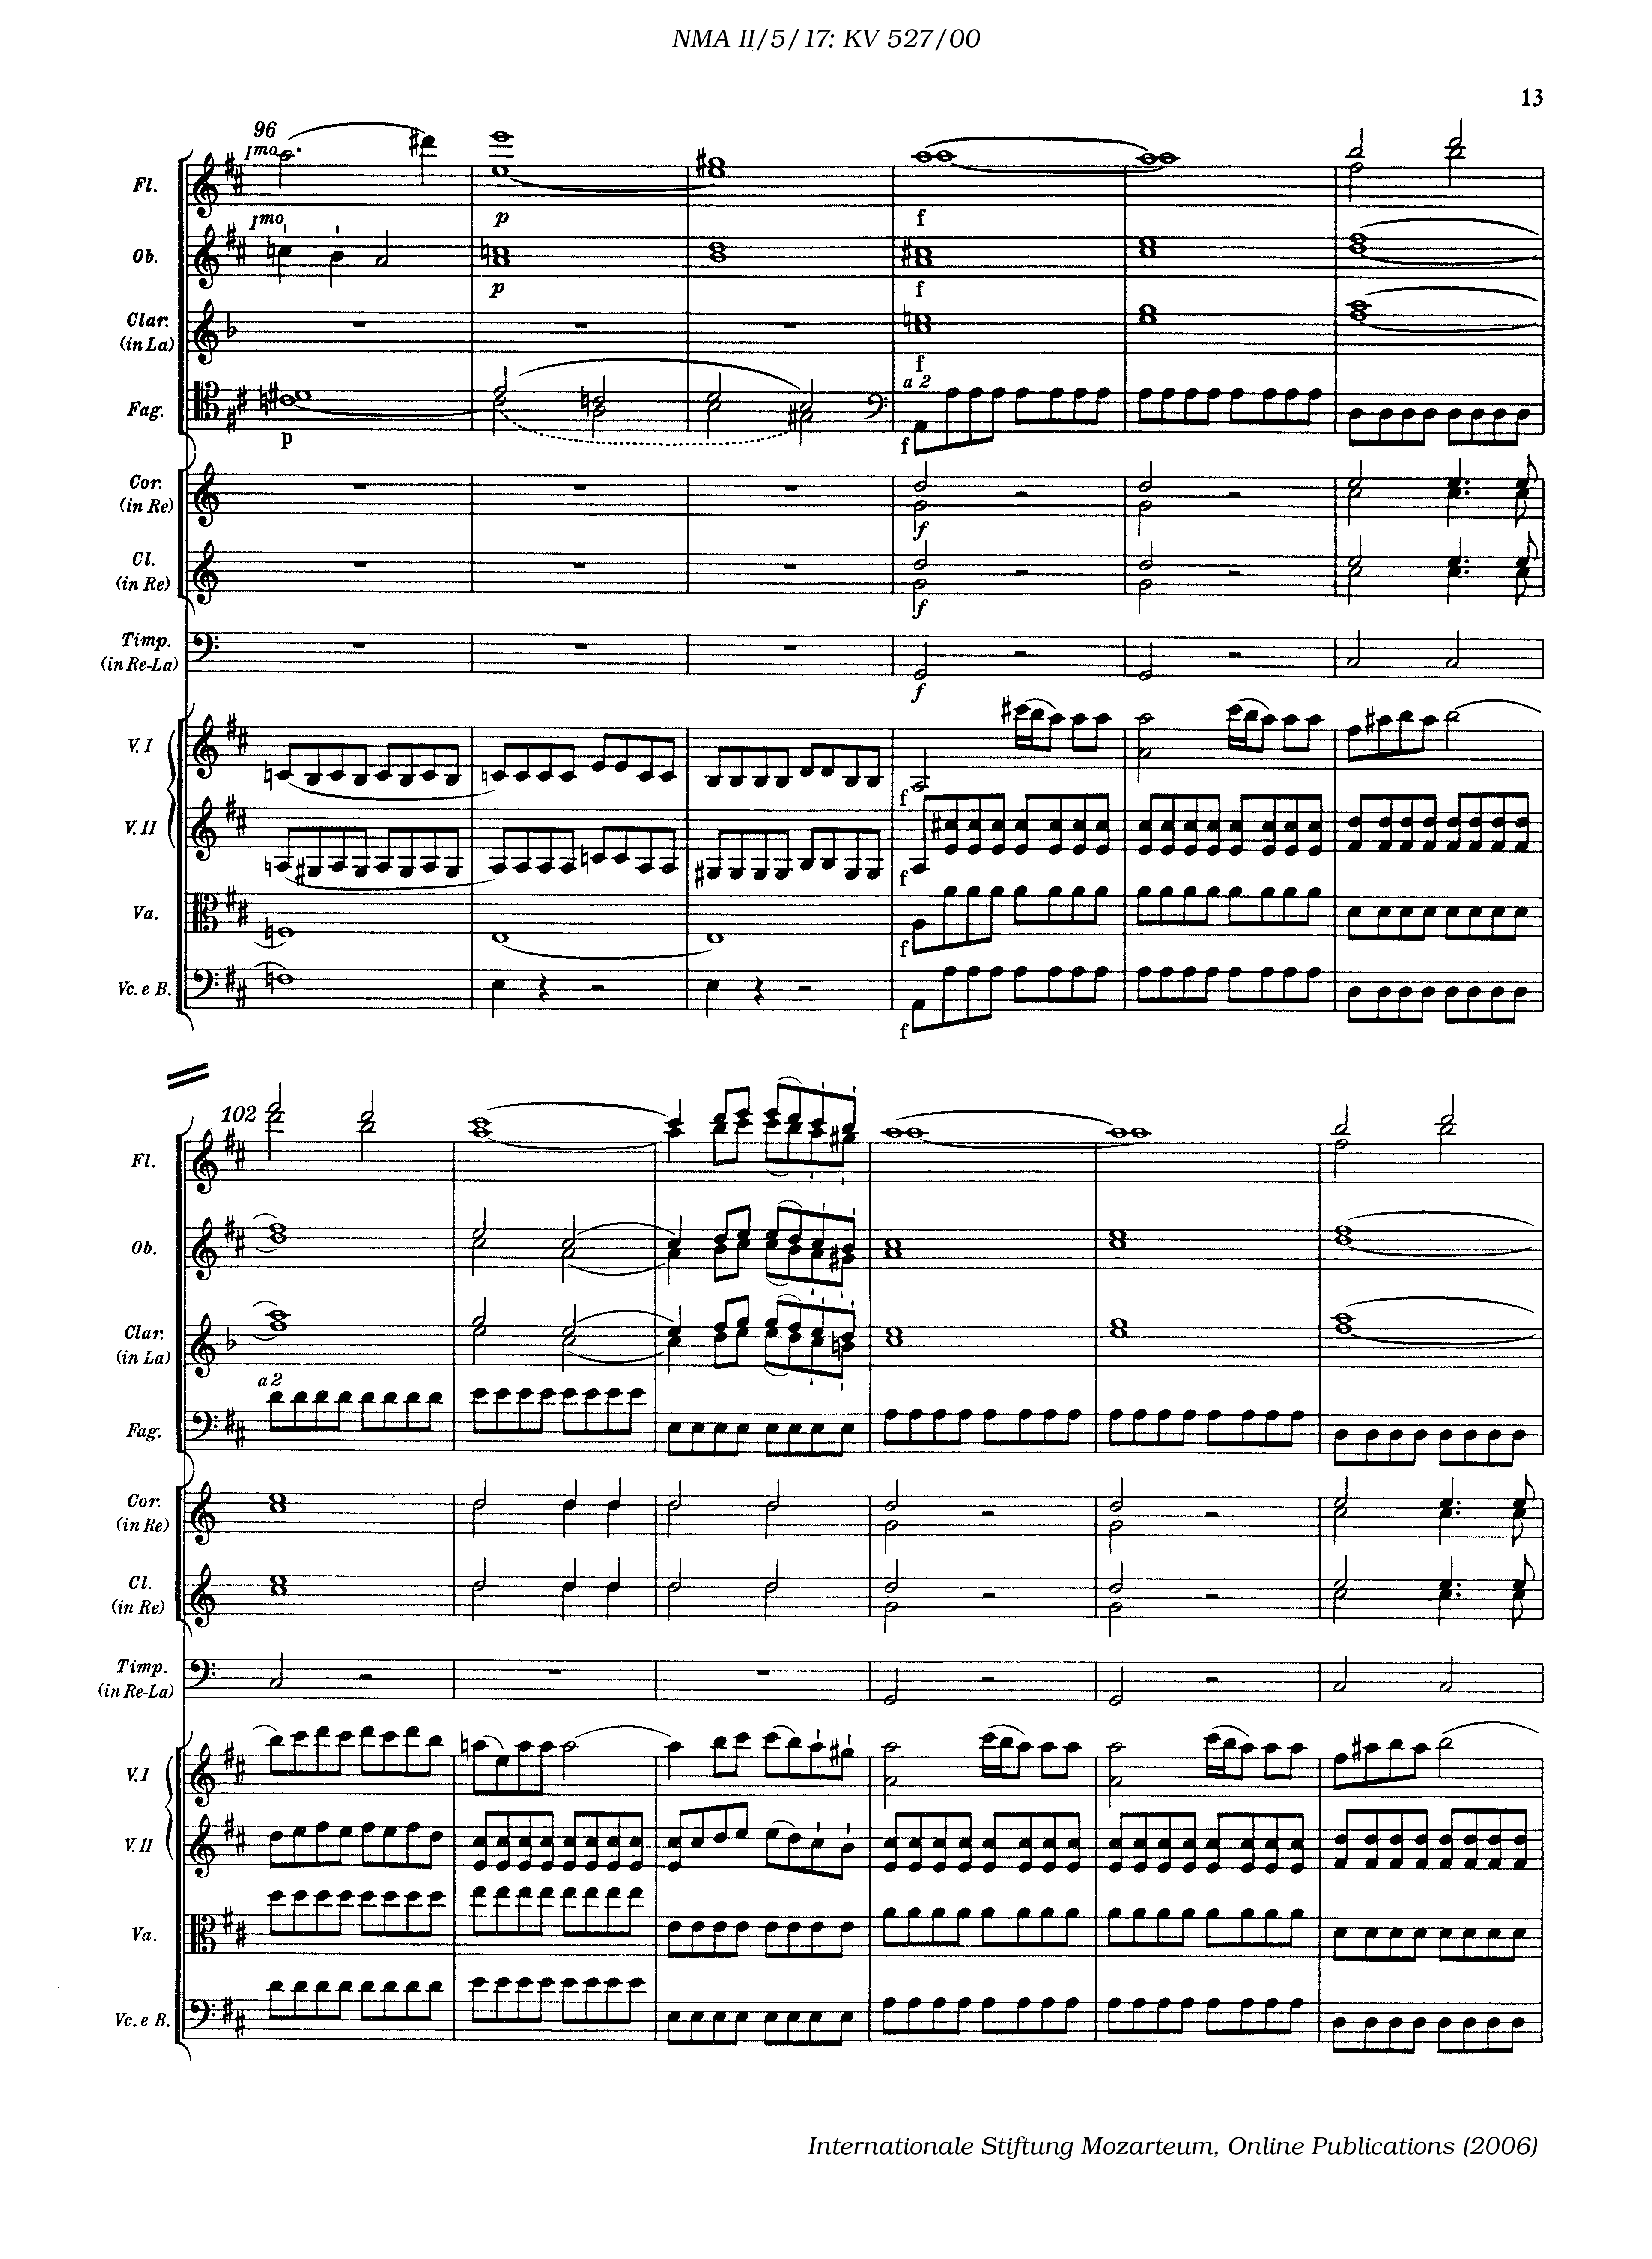 NMA II/5/17: KV 527/00
13
96
Imo
Fl.
p
f
Imo
Ob.
p
f
Clar.
(in La)
f
a 2
Fag.
p
f
Cor.
(in Re)
f
Cl.
(in Re)
f
Timp.
(in Re-La)
f
V. I
f
V. II
f
Va.
f
Vc. e B.
f
102
Fl.
Ob.
Clar.
(in La)
a 2
Fag.
Cor.
(in Re)
Cl.
(in Re)
Timp.
(in Re-La)
V. I
V. II
Va.
Vc. e B.
Internationale Stiftung Mozarteum, Online Publications (2006)